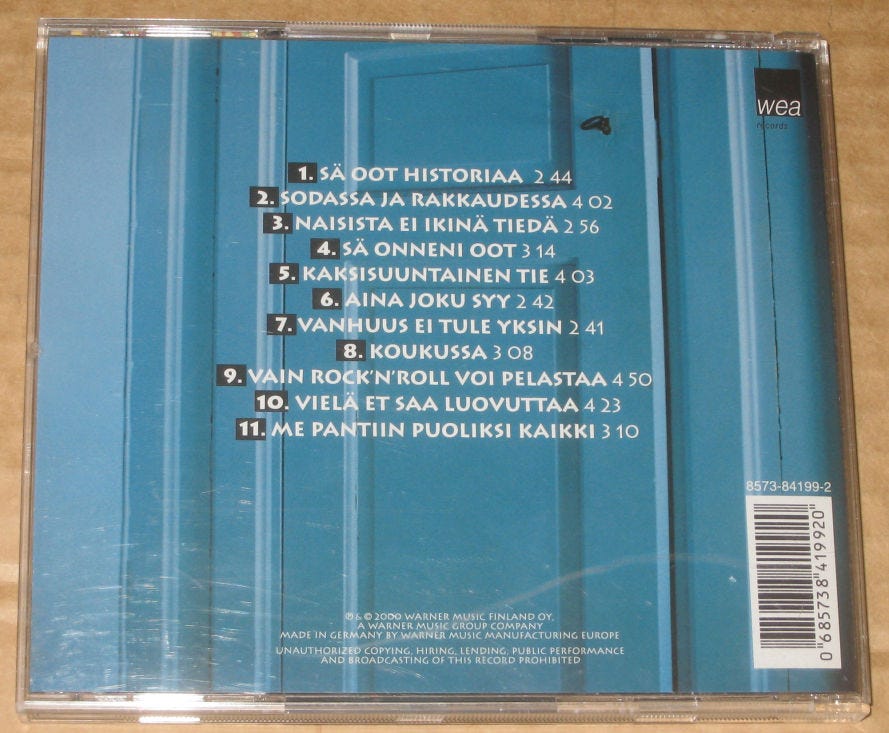 wea
records
1. SÄ OOT HISTORIAA 2 44
2. SODASSA JA RAKKAUDESSA 4 02
3. NAISISTA EI IKINÄ TIEDÄ 2 56
4. SÄ ONNENI OOT 3 14
5. KAKSISUUNTAINEN TIE 4 03
6. AINA JOKU SYY 2 42
7. VANHUUS EI TULE YKSIN 2 41
8. KOUKUSSA 3 08
9. VAIN ROCK'N'ROLL VOI PELASTAA 4 50
10. VIELÄ ET SAA LUOVUTTAA 4 23
11. ME PANTIIN PUOLIKSI KAIKKI 3 10
8573-84199-2
0 685738 419920
℗ & © 2000 WARNER MUSIC FINLAND OY.
A WARNER MUSIC GROUP COMPANY
MADE IN GERMANY BY WARNER MUSIC MANUFACTURING EUROPE
UNAUTHORIZED COPYING, HIRING, LENDING, PUBLIC PERFORMANCE
AND BROADCASTING OF THIS RECORD PROHIBITED